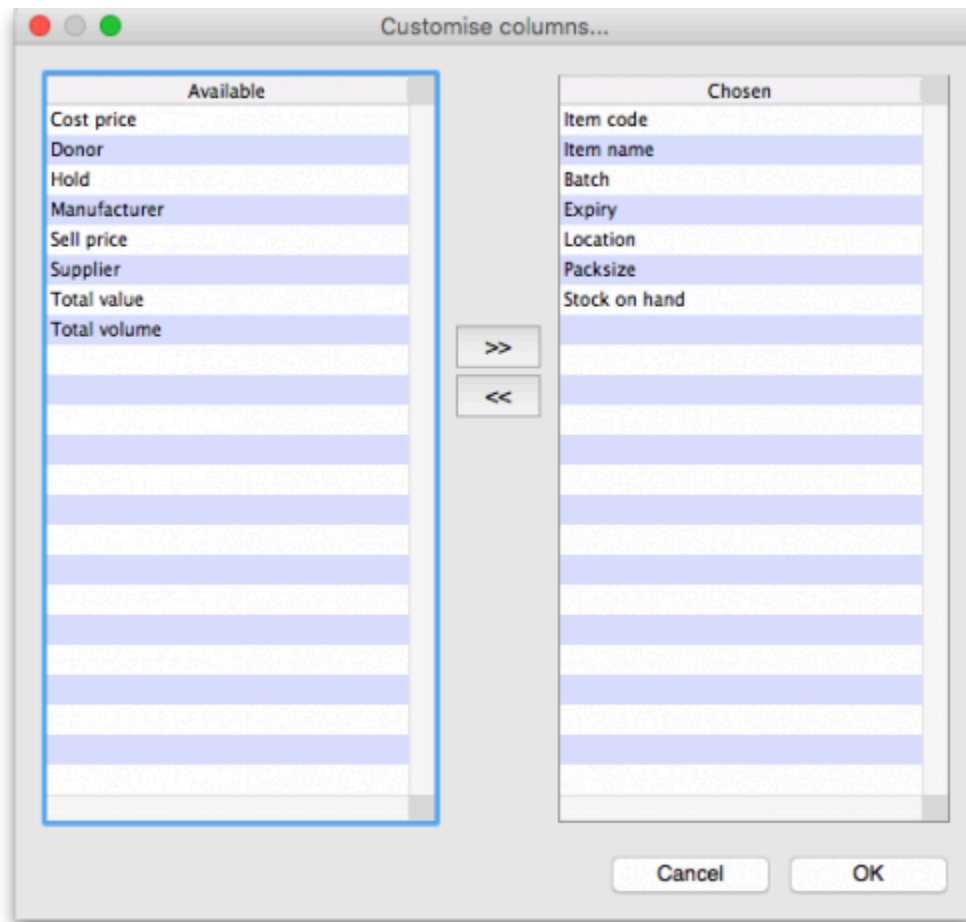 Customise columns...
Available
Cost price
Donor
Hold
Manufacturer
Sell price
Supplier
Total value
Total volume
>>
<<
Chosen
Item code
Item name
Batch
Expiry
Location
Packsize
Stock on hand
Cancel
OK